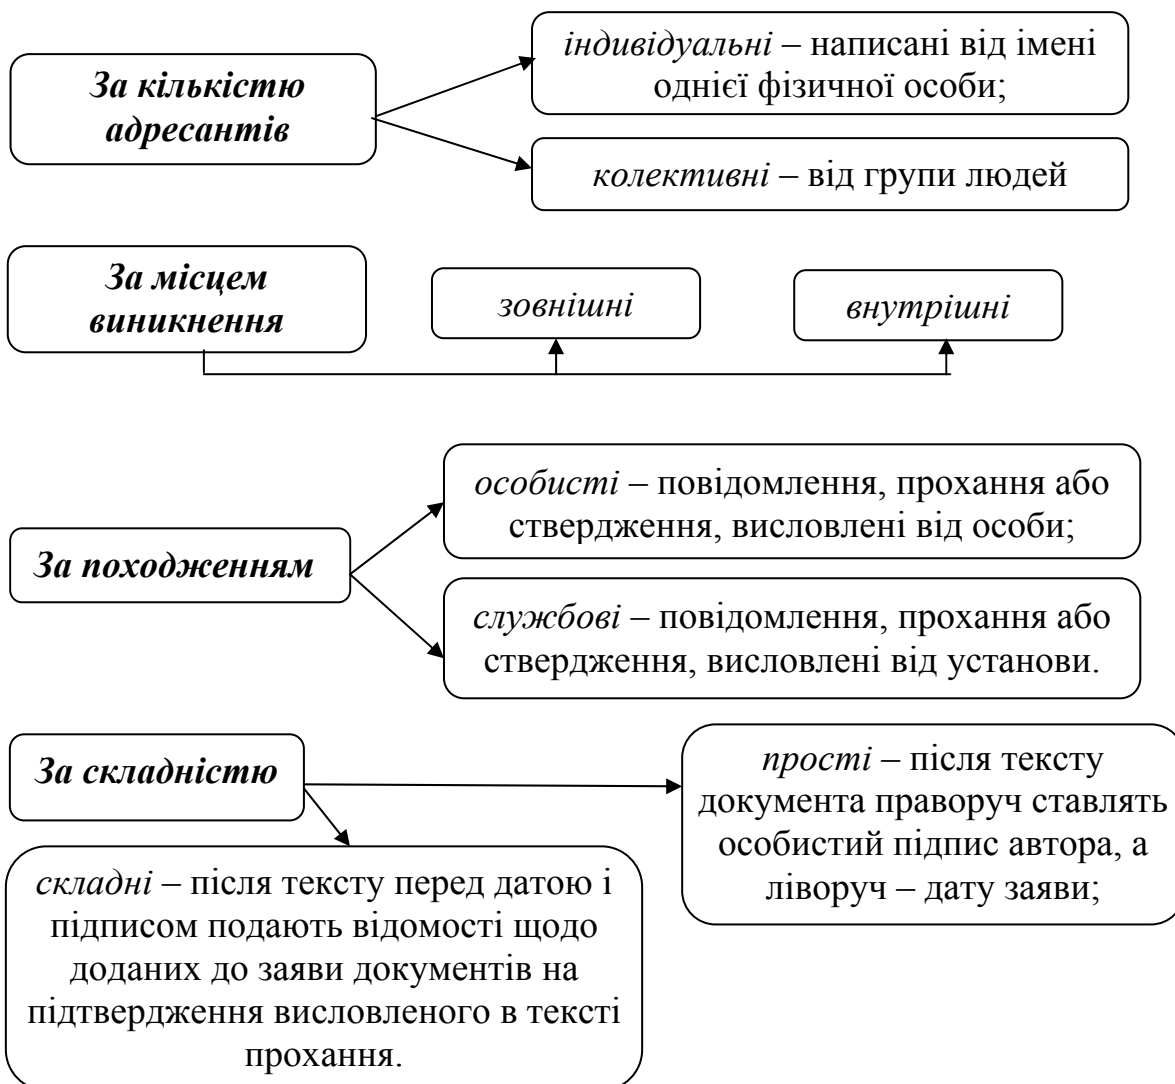 За кількістю
адресантів
індивідуальні – написані від імені
однієї фізичної особи;
колективні – від групи людей
За місцем
виникнення
зовнішні
внутрішні
особисті – повідомлення, прохання або
ствердження, висловлені від особи;
За походженням
службові – повідомлення, прохання або
ствердження, висловлені від установи.
За складністю
прості – після тексту
документа праворуч ставлять
особистий підпис автора, а
ліворуч – дату заяви;
складні – після тексту перед датою і
підписом подають відомості щодо
доданих до заяви документів на
підтвердження висловленого в тексті
прохання.